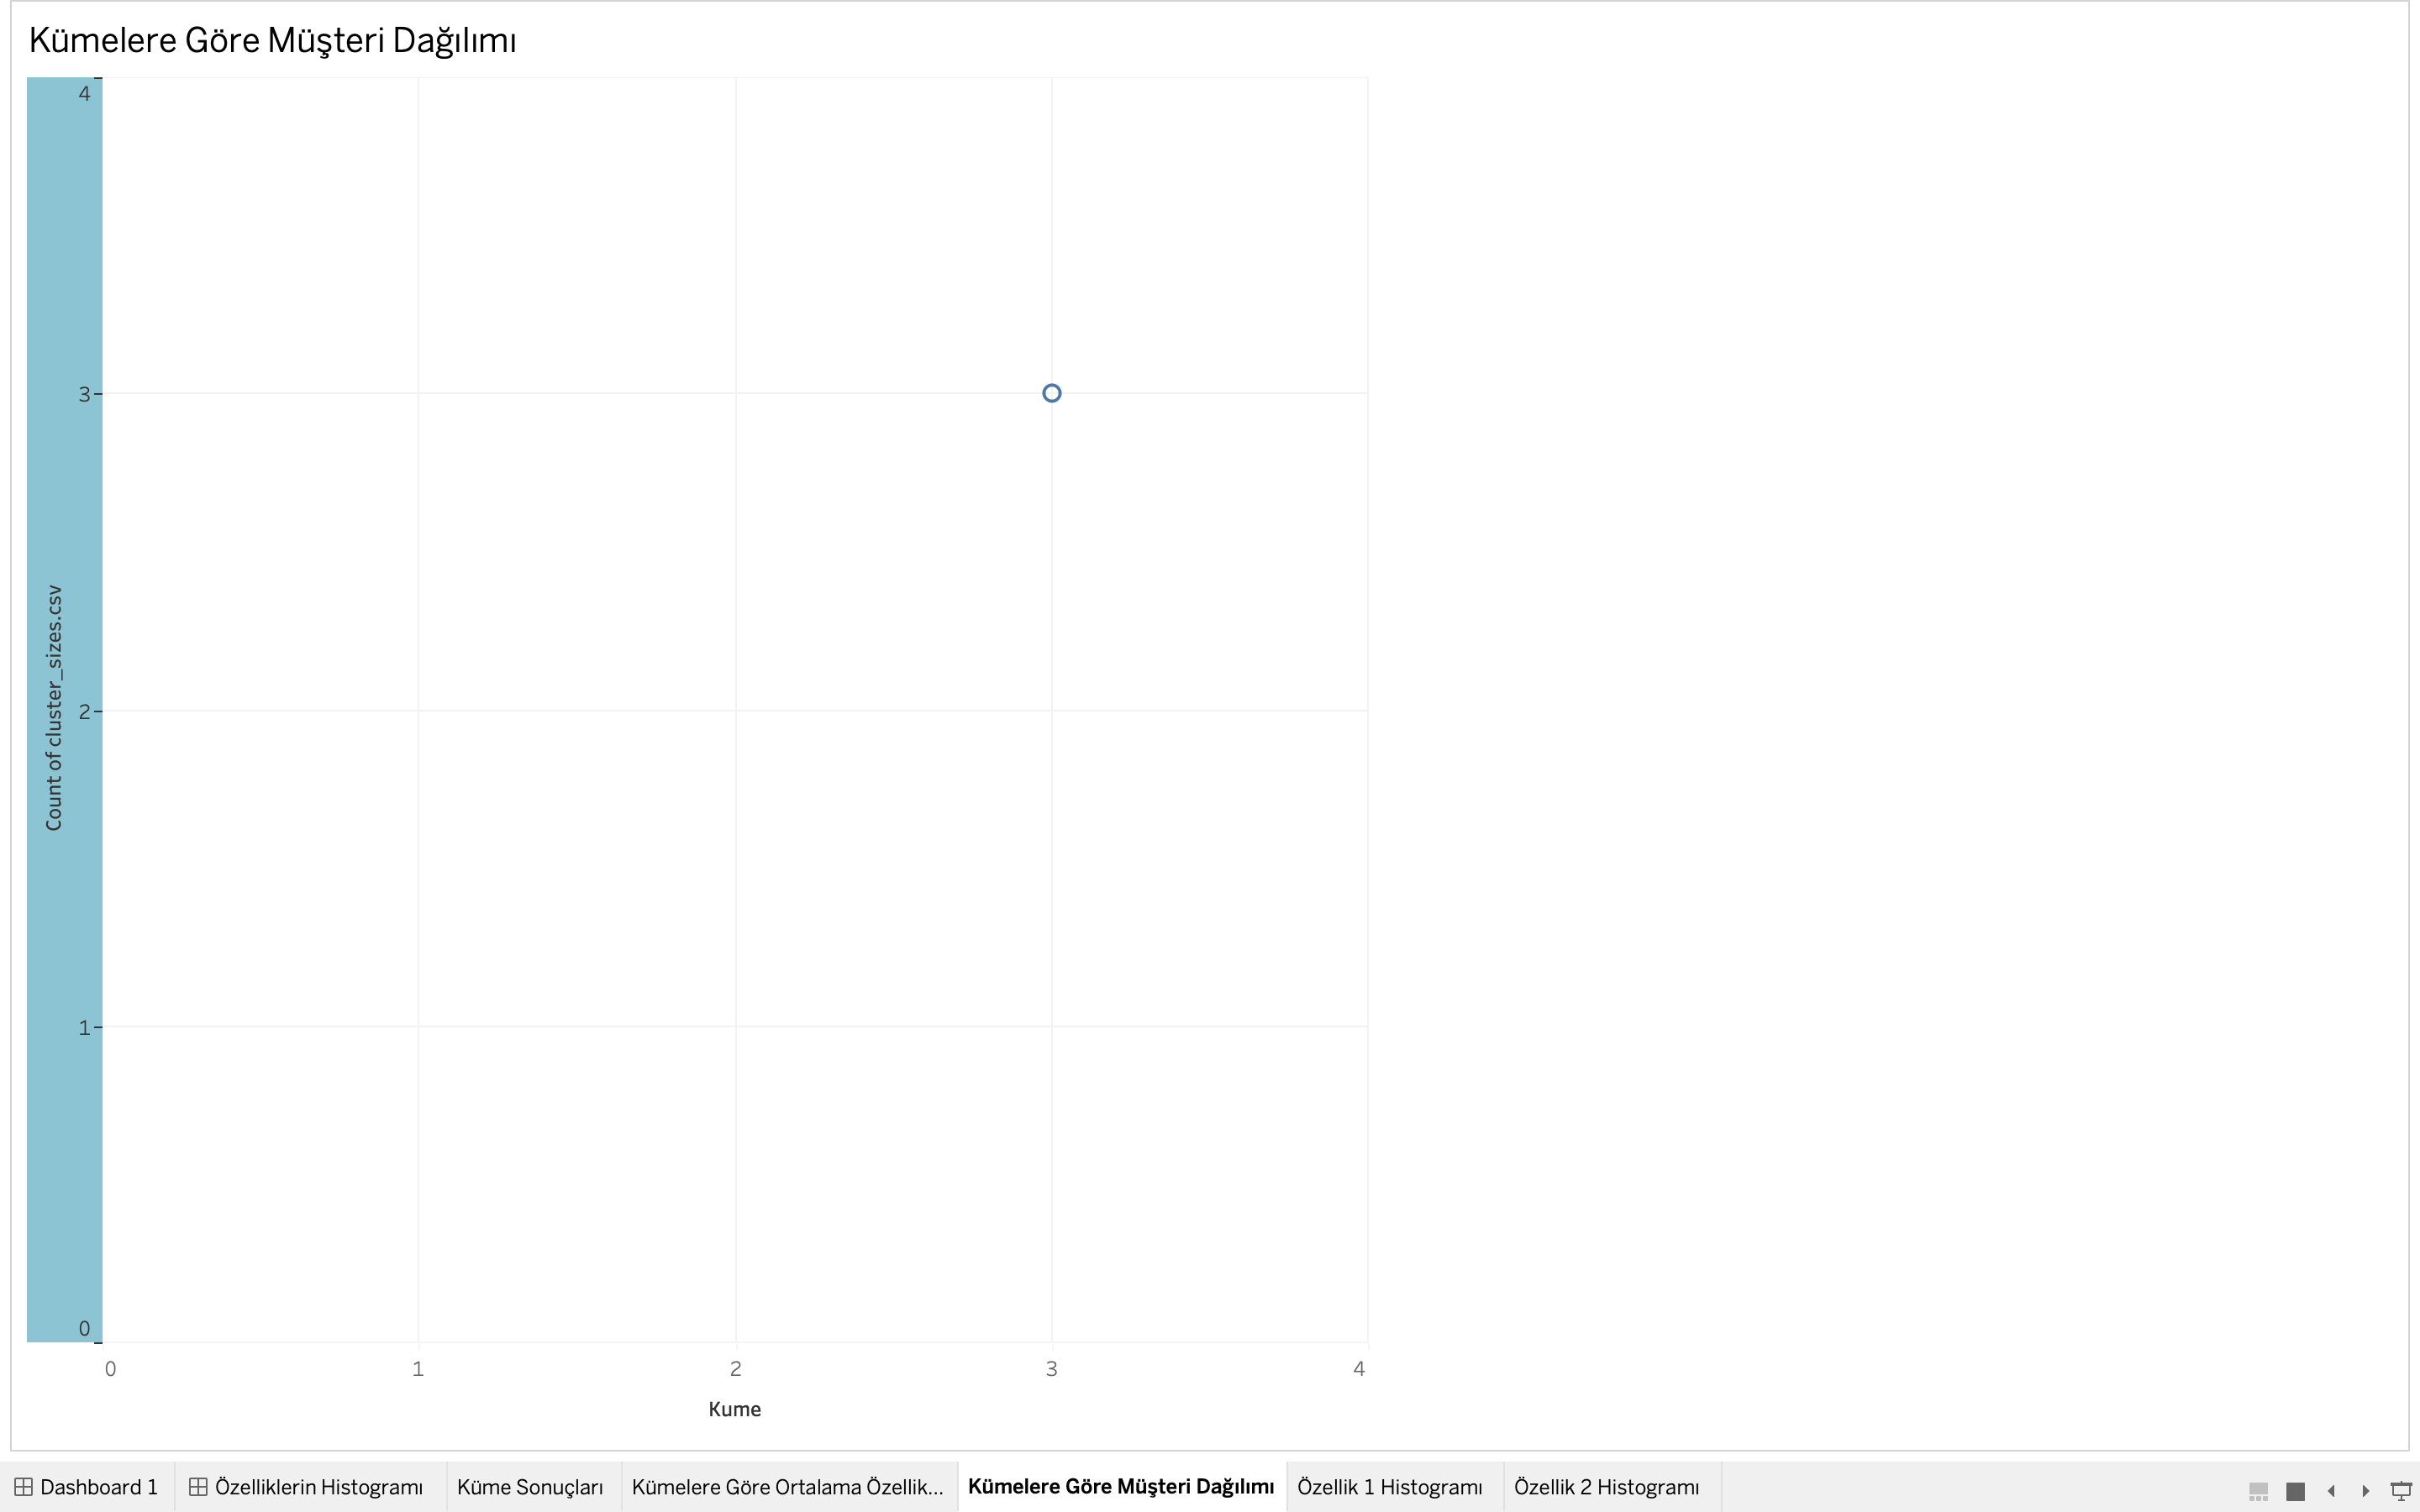 Kümelere Göre Müşteri Dağılımı
4
3
2
1
0
Count of cluster_sizes.csv
0 1 2 3 4
Kume
Dashboard 1 Özelliklerin Histogramı Küme Sonuçları Kümelere Göre Ortalama Özellik... Kümelere Göre Müşteri Dağılımı Özellik 1 Histogramı Özellik 2 Histogramı